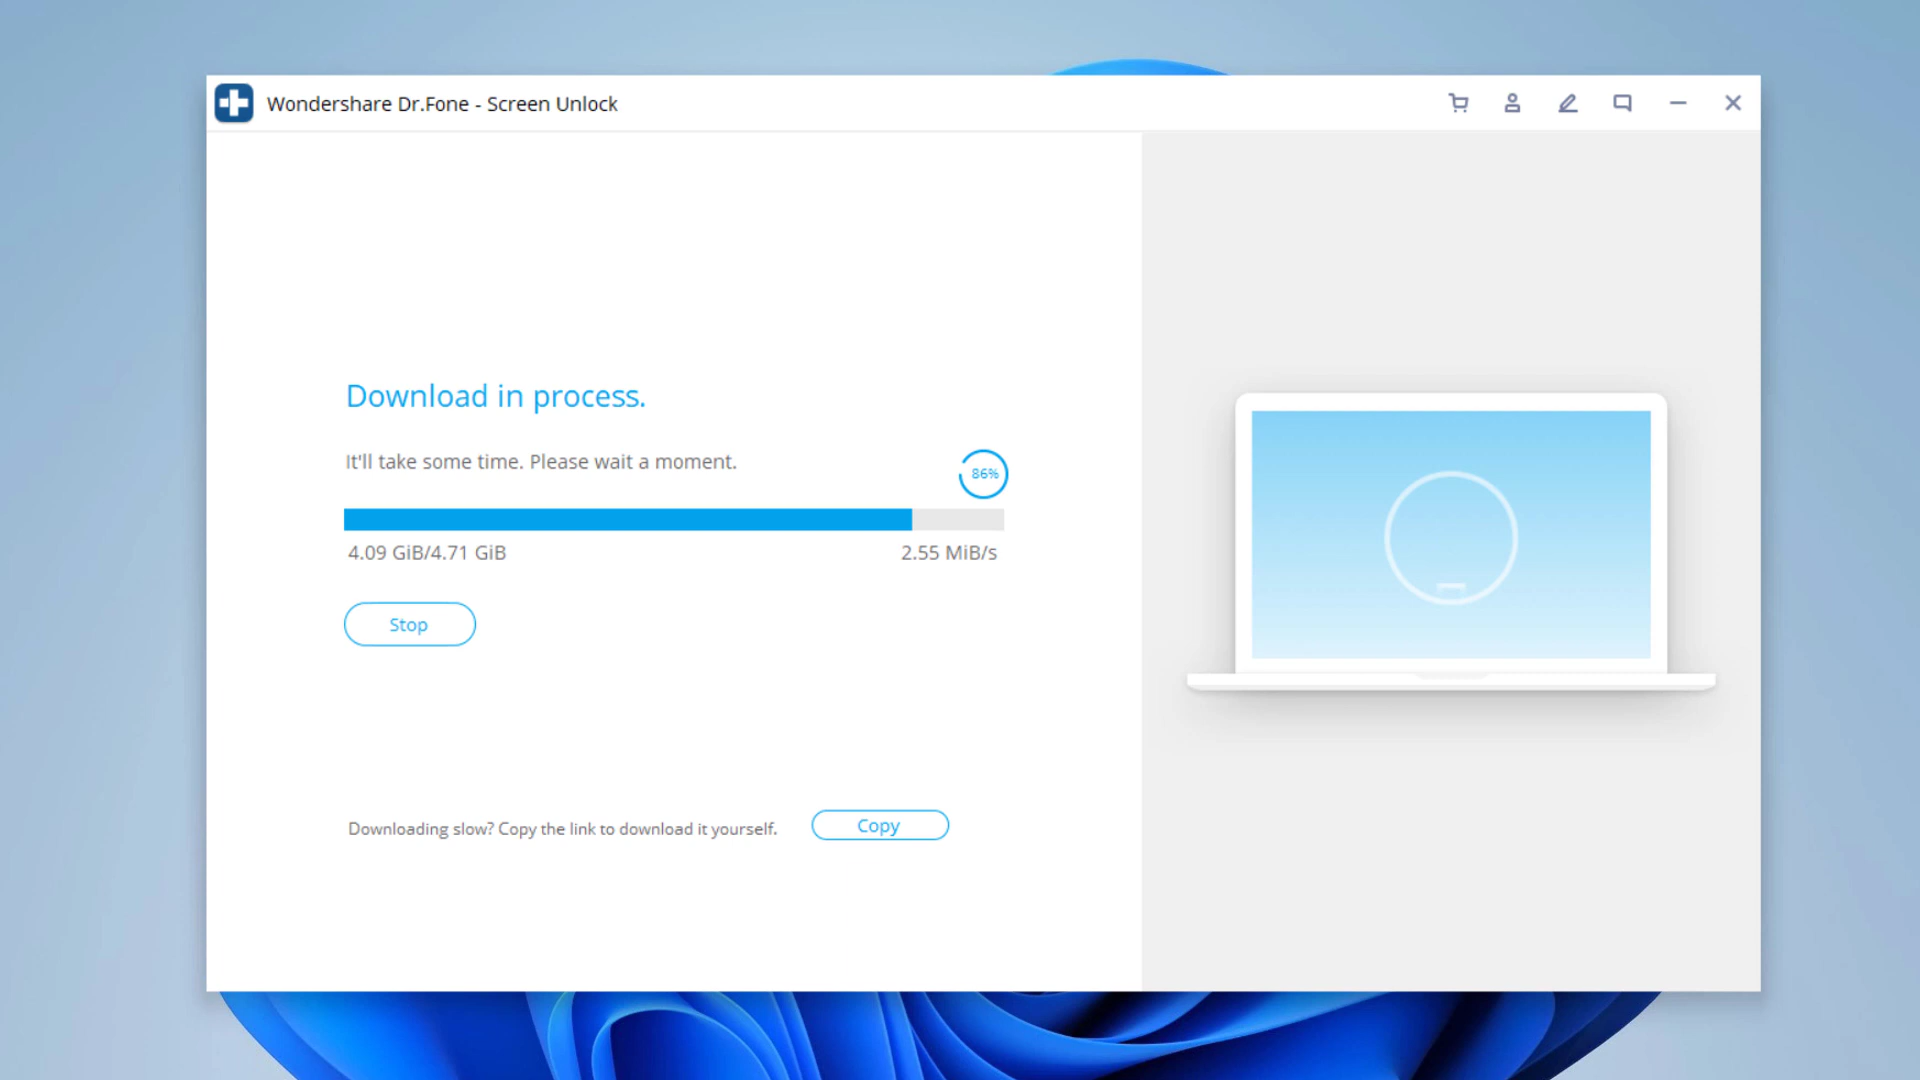 Wondershare Dr.Fone - Screen Unlock
Download in process.
It'll take some time. Please wait a moment.
86%
4.09 GiB/4.71 GiB
2.55 MiB/s
Stop
Downloading slow? Copy the link to download it yourself.
Copy